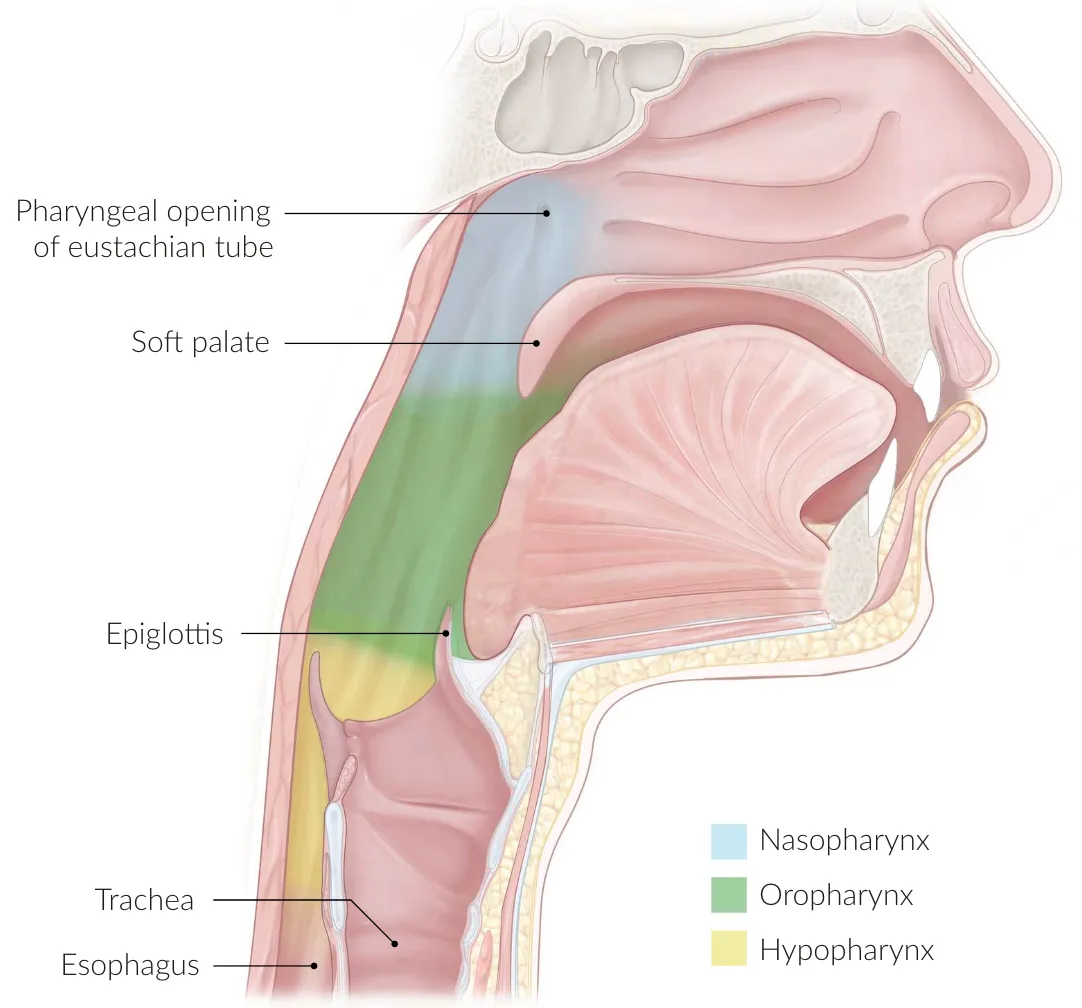 Pharyngeal opening
of eustachian tube
Soft palate
Epiglottis
Trachea
Esophagus
Nasopharynx
Oropharynx
Hypopharynx